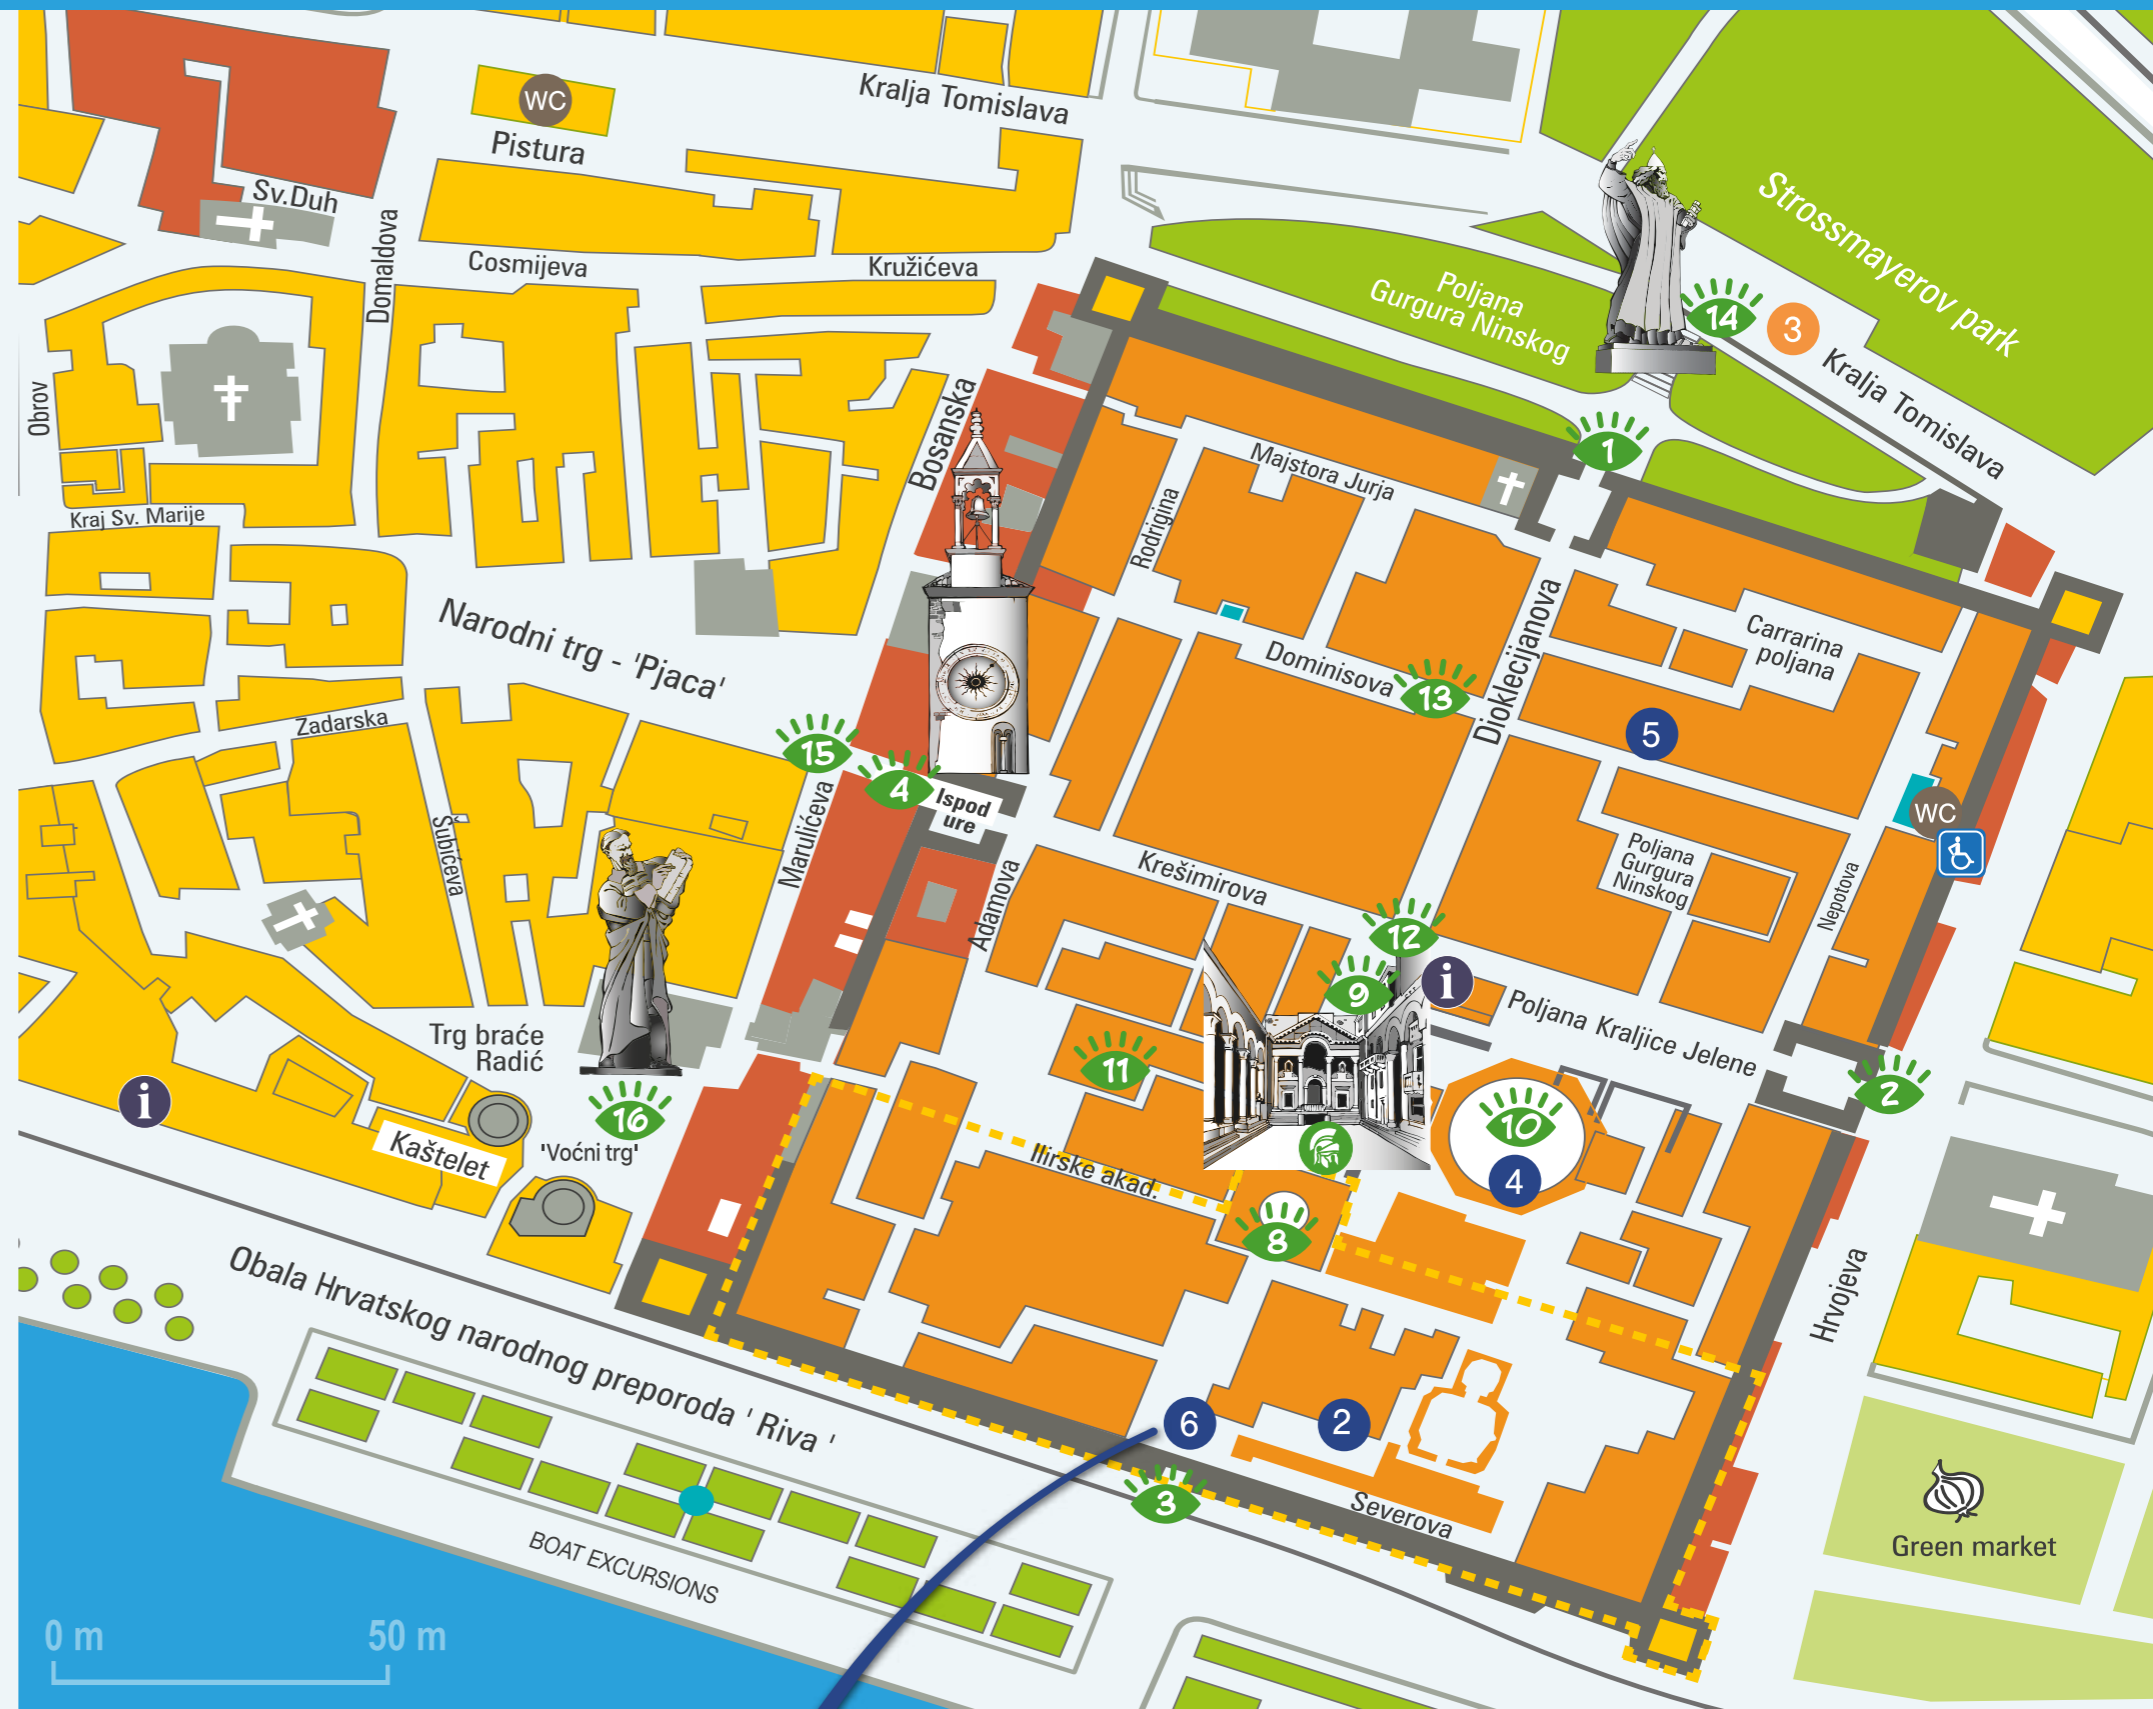 WC
Kralja Tomislava
Pistura
Sv.Duh
Domaldova
Cosmijeva
Kružićeva
Strossmayerov park
Poljana
Gurgura Ninskog
14
3
Kralja Tomislava
Obrov
Bosanska
1
Majstora Jurja
Kraj Sv. Marije
Rodrigina
Narodni trg - 'Pjaca'
Dioklecijanova
Carrarina
poljana
Dominisova
13
Zadarska
5
15
4
Ispod
ure
WC
Marulićeva
Šubićeva
Adamova
Krešimirova
Poljana
Gurgura
Ninskog
Nepotova
12
9
i
Poljana Kraljice Jelene
Trg braće
Radić
11
2
i
16
10
Kaštelet
'Voćni trg'
Ilirske akad.
4
8
Obala Hrvatskog narodnog preporoda ' Riva '
Hrvojeva
6
2
3
Severova
BOAT EXCURSIONS
Green market
0 m
50 m